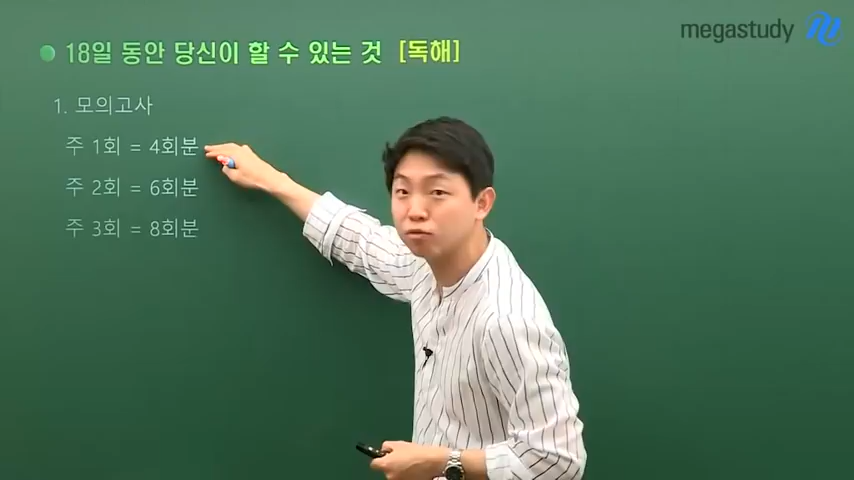 18일 동안 당신이 할 수 있는 것 [독해]
megastudy
1. 모의고사
주 1회 = 4회분
주 2회 = 6회분
주 3회 = 8회분